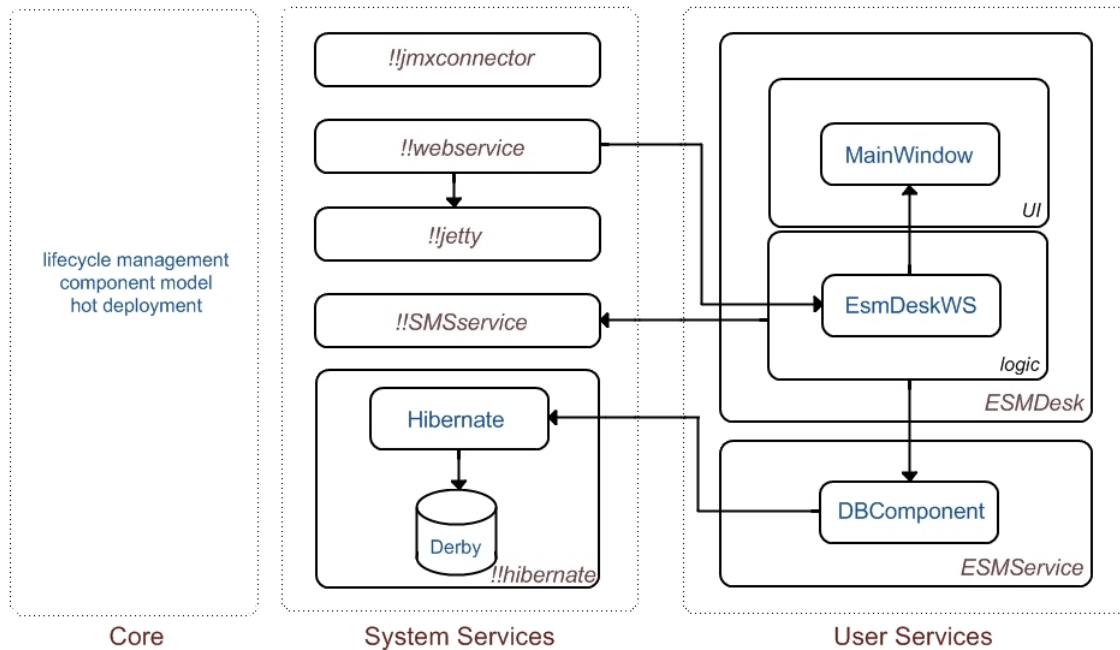 lifecycle management
component model
hot deployment
Core
!!jmxconnector
!!webservice
!!jetty
!!SMSservice
Hibernate
Derby
!!hibernate
System Services
MainWindow
UI
EsmDeskWS
logic
ESMDesk
DBComponent
ESMService
User Services